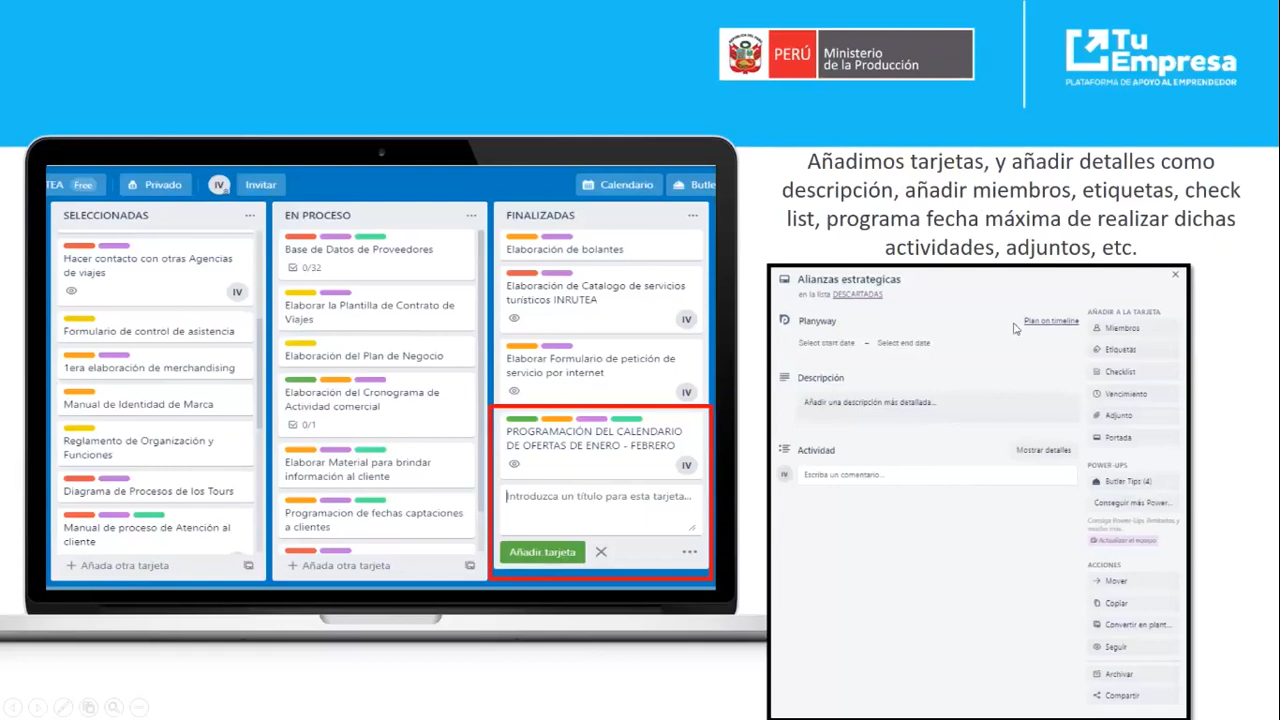 PERÚ
Ministerio
de la Producción
Tu
Empresa
PLATAFORMA DE APOYO AL EMPRENDEDOR
Añadimos tarjetas, y añadir detalles como
descripción, añadir miembros, etiquetas, check
list, programa fecha máxima de realizar dichas
actividades, adjuntos, etc.
TEA Free
Privado
IV
Invitar
Calendario
Butle
SELECCIONADAS
Hacer contacto con otras Agencias
de viajes
IV
Formulario de control de asistencia
1era elaboración de merchandising
Manual de Identidad de Marca
Reglamento de Organización y
Funciones
Diagrama de Procesos de los Tours
Manual de proceso de Atención al
cliente
+ Añada otra tarjeta
EN PROCESO
Base de Datos de Proveedores
0/32
Elaborar la Plantilla de Contrato de
Viajes
Elaboración del Plan de Negocio
Elaboración del Cronograma de
Actividad comercial
0/1
Elaborar Material para brindar
información al cliente
Programacion de fechas captaciones
a clientes
+ Añada otra tarjeta
FINALIZADAS
Elaboración de bolantes
Elaboración de Catalogo de servicios
turísticos INRUTEA
IV
Elaborar Formulario de petición de
servicio por internet
IV
PROGRAMACIÓN DEL CALENDARIO
DE OFERTAS DE ENERO - FEBRERO
IV
Introduzca un título para esta tarjeta...
Añadir tarjeta
Alianzas estrategicas
en la lista DESCARTADAS
Planyway
Plan on timeline
Select start date – Select end date
Descripción
Añadir una descripción más detallada...
Actividad
Mostrar detalles
IV
Escriba un comentario...
AÑADIR A LA TARJETA
Miembros
Etiquetas
Checklist
Vencimiento
Adjunto
Portada
POWER-UPS
Butler Tips (4)
Conseguir más Power...
Consiga Power-Ups ilimitados, y
mucho más...
Actualizar el equipo
ACCIONES
Mover
Copiar
Convertir en plant...
Seguir
Archivar
Compartir